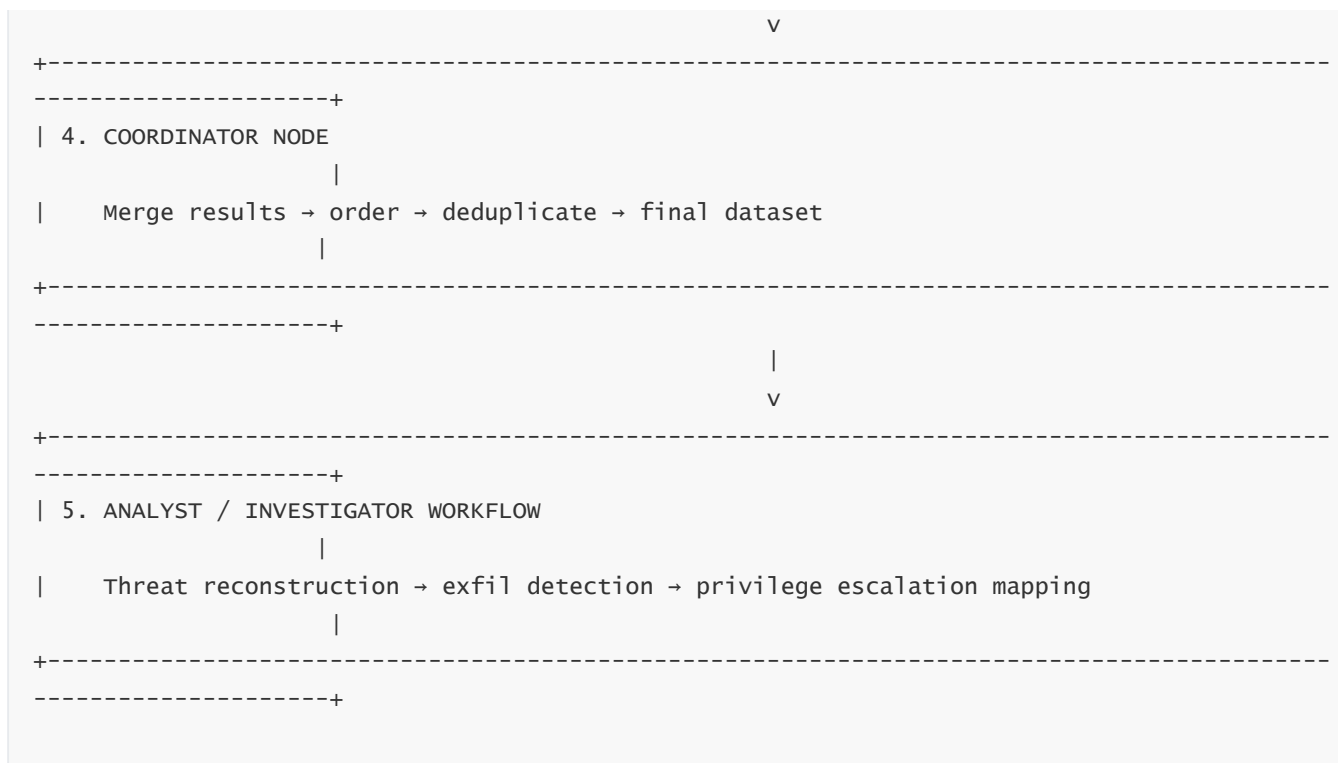 v
+------------------------------------------------------------------------------------------
---------------------+
| 4. COORDINATOR NODE
                     |
|    Merge results → order → deduplicate → final dataset
                    |
+------------------------------------------------------------------------------------------
---------------------+
                                                    |
                                                    v
+------------------------------------------------------------------------------------------
---------------------+
| 5. ANALYST / INVESTIGATOR WORKFLOW
                    |
|    Threat reconstruction → exfil detection → privilege escalation mapping
                     |
+------------------------------------------------------------------------------------------
---------------------+